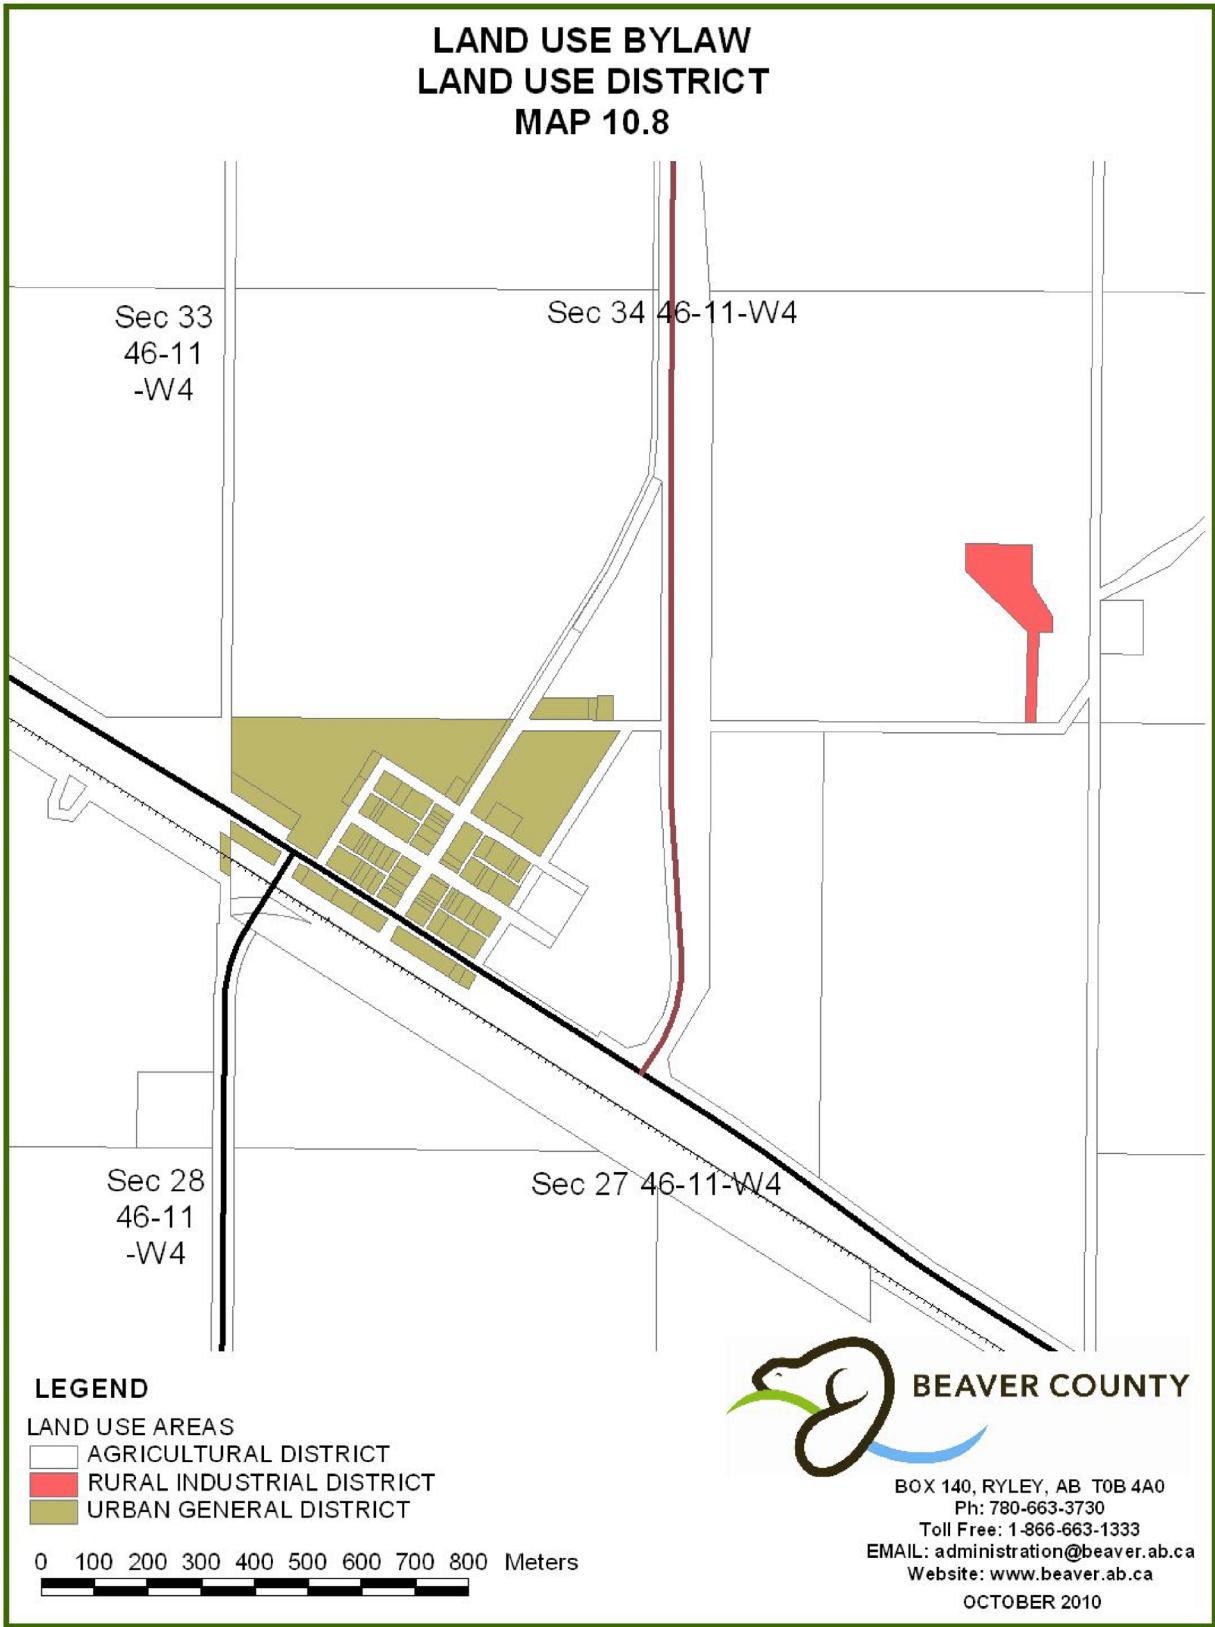 LAND USE BYLAW
LAND USE DISTRICT
MAP 10.8
Sec 33
46-11
-W4
Sec 34 46-11-W4
Sec 28
46-11
-W4
Sec 27 46-11-W4
LEGEND
LAND USE AREAS
AGRICULTURAL DISTRICT
RURAL INDUSTRIAL DISTRICT
URBAN GENERAL DISTRICT
0 100 200 300 400 500 600 700 800 Meters
BEAVER COUNTY
BOX 140, RYLEY, AB T0B 4A0
Ph: 780-663-3730
Toll Free: 1-866-663-1333
EMAIL: administration@beaver.ab.ca
Website: www.beaver.ab.ca
OCTOBER 2010